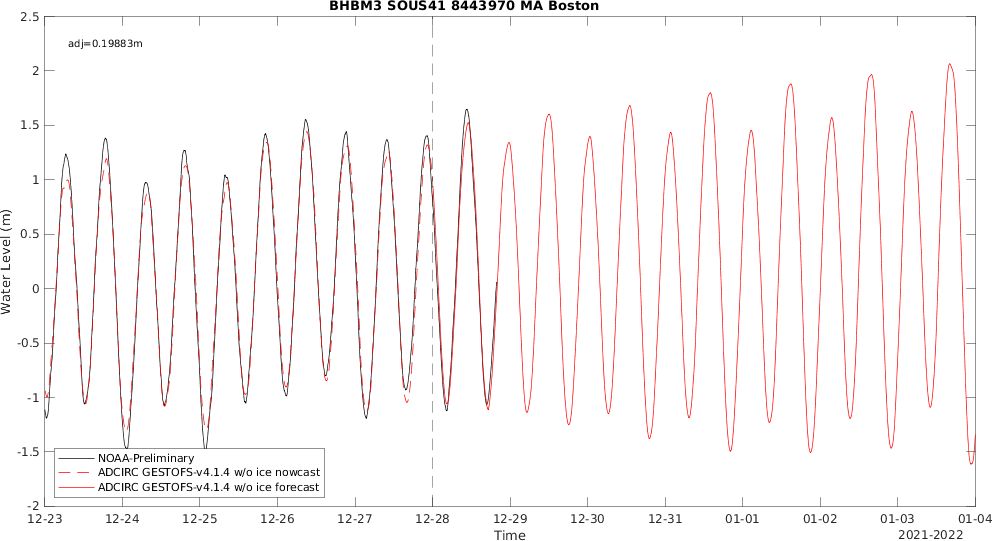 BHBM3 SOUS41 8443970 MA Boston
adj=0.19883m
Water Level (m)
2.5
2
1.5
1
0.5
0
-0.5
-1
-1.5
-2
NOAA-Preliminary
ADCIRC GESTOFS-v4.1.4 w/o ice nowcast
ADCIRC GESTOFS-v4.1.4 w/o ice forecast
12-23 12-24 12-25 12-26 12-27 12-28 12-29 12-30 12-31 01-01 01-02 01-03 01-04
Time
2021-2022